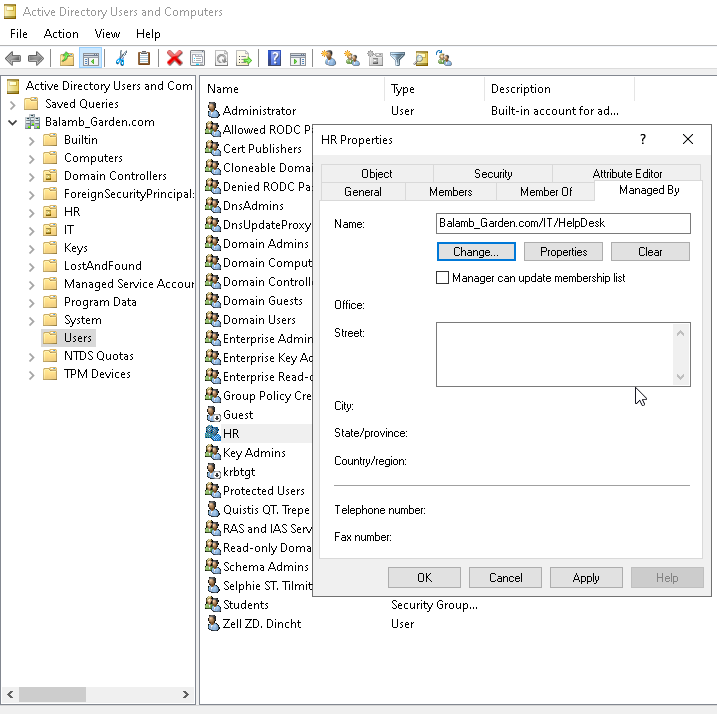 Active Directory Users and Computers
File Action View Help
Active Directory Users and Com
Saved Queries
Balamb_Garden.com
Builtin
Computers
Domain Controllers
ForeignSecurityPrincipals
HR
IT
Keys
LostAndFound
Managed Service Accoun
Program Data
System
Users
NTDS Quotas
TPM Devices
Name Type Description
Administrator User Built-in account for ad...
Allowed RODC P
Cert Publishers
Cloneable Domai
Denied RODC Pa
DnsAdmins
DnsUpdateProxy
Domain Admins
Domain Comput
Domain Controlle
Domain Guests
Domain Users
Enterprise Admin
Enterprise Key Ad
Enterprise Read-o
Group Policy Cre
Guest
HR
Key Admins
krbtgt
Protected Users
Quistis QT. Trepe
RAS and IAS Serv
Read-only Doma
Schema Admins
Selphie ST. Tilmit
Students Security Group...
Zell ZD. Dincht User
HR Properties ?
Object Security Attribute Editor
General Members Member Of Managed By
Name: Balamb_Garden.com/IT/HelpDesk
Change... Properties Clear
Manager can update membership list
Office:
Street:
City:
State/province:
Country/region:
Telephone number:
Fax number:
OK Cancel Apply Help